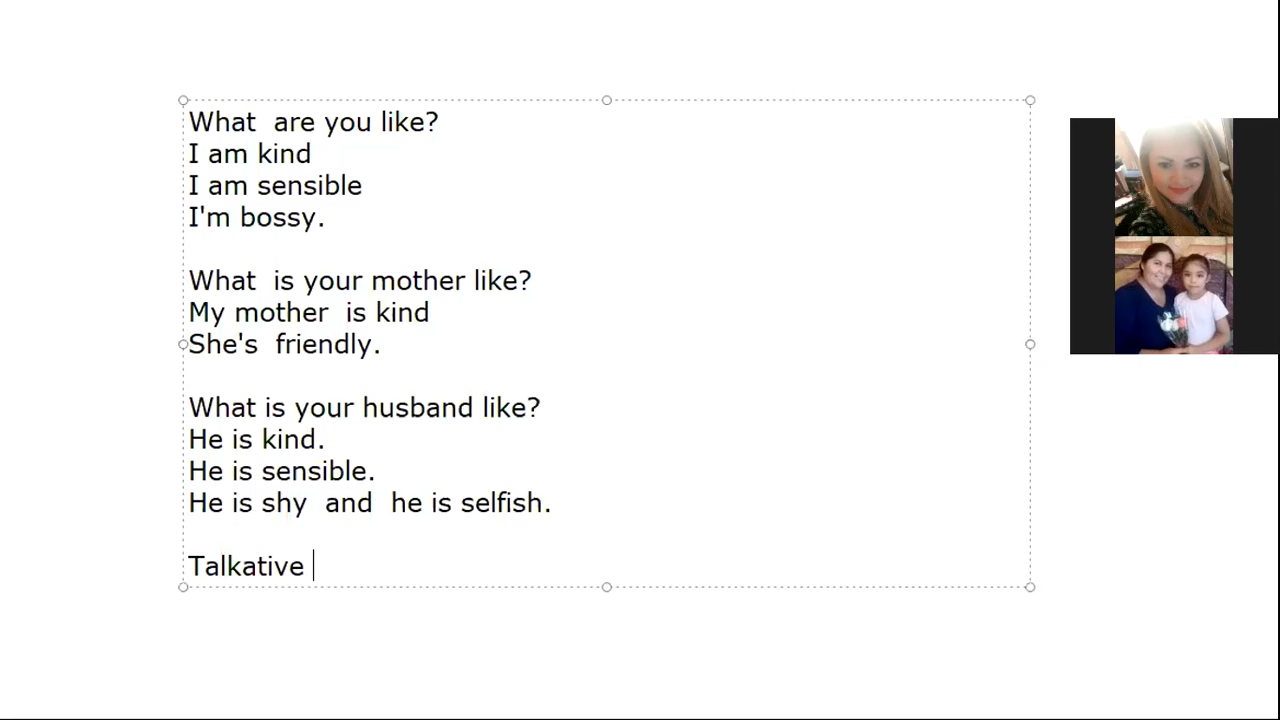 What are you like?
I am kind
I am sensible
I'm bossy.
What is your mother like?
My mother is kind
She's friendly.
What is your husband like?
He is kind.
He is sensible.
He is shy and he is selfish.
Talkative